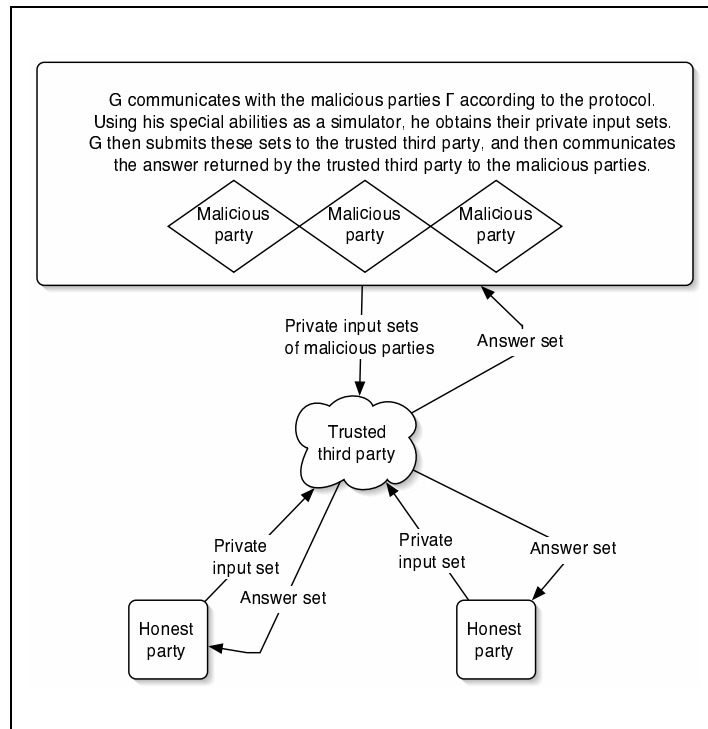 G communicates with the malicious parties Γ according to the protocol.
Using his special abilities as a simulator, he obtains their private input sets.
G then submits these sets to the trusted third party, and then communicates
the answer returned by the trusted third party to the malicious parties.
Malicious
party
Malicious
party
Malicious
party
Private input sets
of malicious parties
Answer set
Trusted
third party
Private
input set
Answer set
Private
input set
Answer set
Honest
party
Honest
party